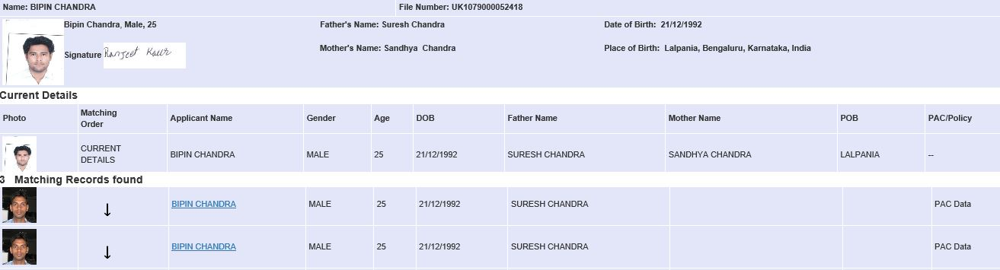 Name: BIPIN CHANDRA File Number: UK1079000052418
Bipin Chandra, Male, 25 Father's Name: Suresh Chandra Date of Birth: 21/12/1992
Signature Ranjeet Kaur Mother's Name: Sandhya Chandra Place of Birth: Lalpania, Bengaluru, Karnataka, India
Current Details
Photo Matching Order Applicant Name Gender Age DOB Father Name Mother Name POB PAC/Policy
CURRENT DETAILS BIPIN CHANDRA MALE 25 21/12/1992 SURESH CHANDRA SANDHYA CHANDRA LALPANIA --
3 Matching Records found
↓ BIPIN CHANDRA MALE 25 21/12/1992 SURESH CHANDRA PAC Data
↓ BIPIN CHANDRA MALE 25 21/12/1992 SURESH CHANDRA PAC Data